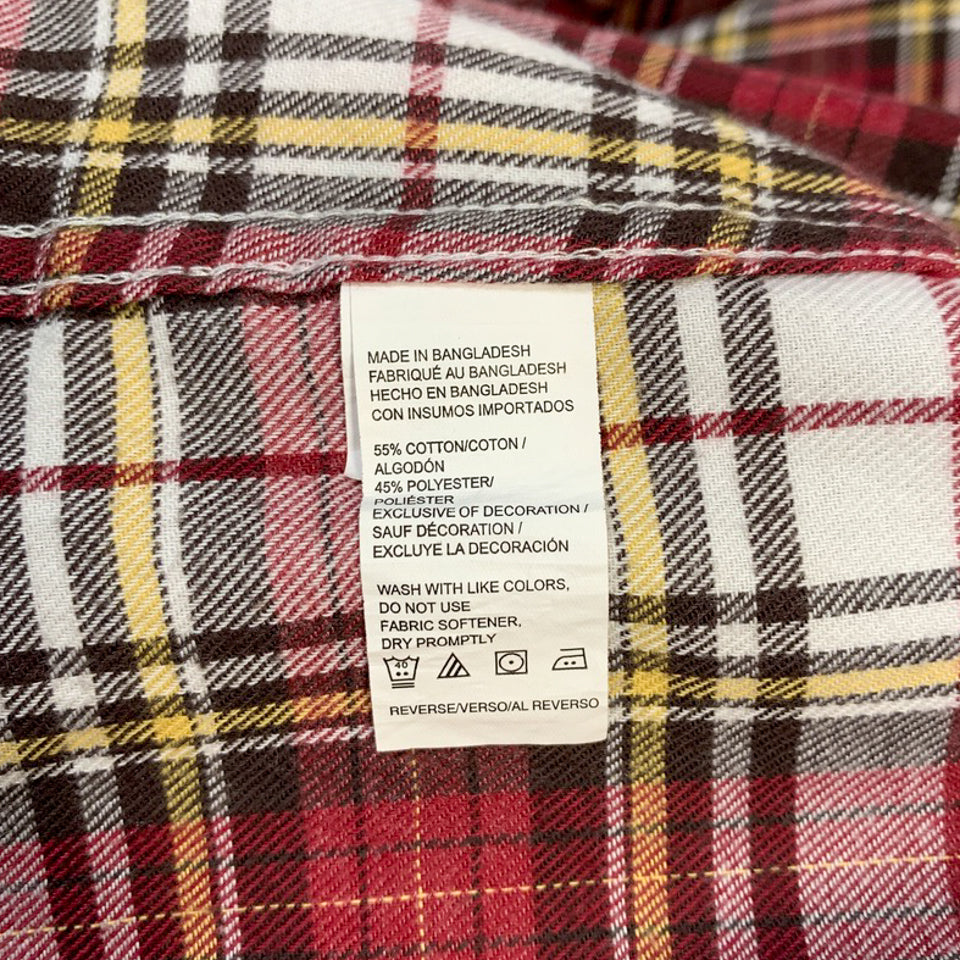 MADE IN BANGLADESH
FABRIQUÉ AU BANGLADESH
HECHO EN BANGLADESH
CON INSUMOS IMPORTADOS
55% COTTON/COTON /
ALGODÓN
45% POLYESTER/
POLIÉSTER
EXCLUSIVE OF DECORATION /
SAUF DÉCORATION /
EXCLUYE LA DECORACIÓN
WASH WITH LIKE COLORS,
DO NOT USE
FABRIC SOFTENER,
DRY PROMPTLY
40
REVERSE/VERSO/AL REVERSO